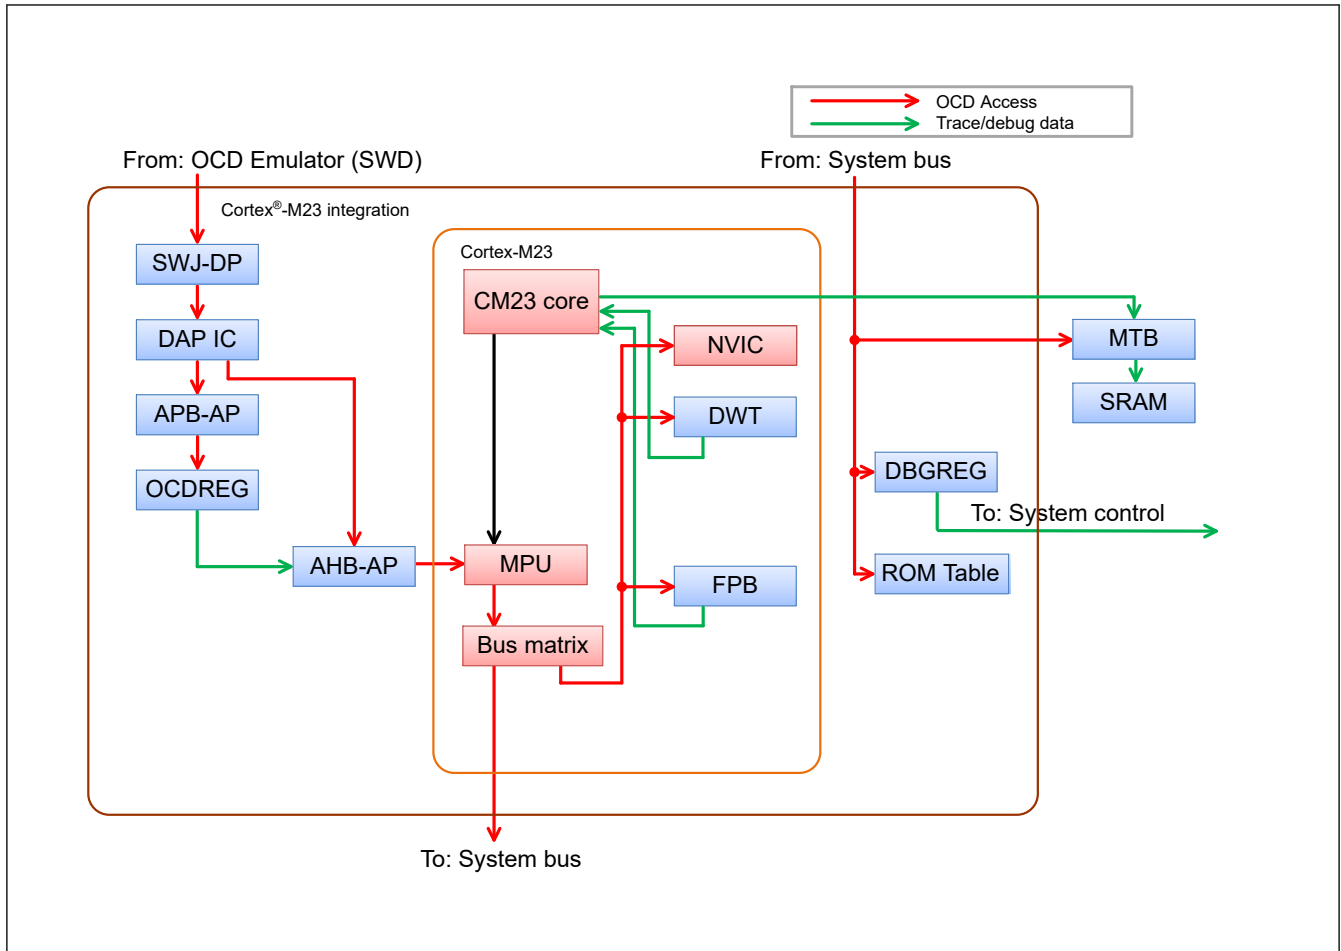 OCD Access
Trace/debug data
From: OCD Emulator (SWD)
From: System bus
Cortex®-M23 integration
Cortex-M23
SWJ-DP
CM23 core
DAP IC
NVIC
MTB
APB-AP
DWT
SRAM
OCDREG
DBGREG
To: System control
AHB-AP
MPU
FPB
ROM Table
Bus matrix
To: System bus